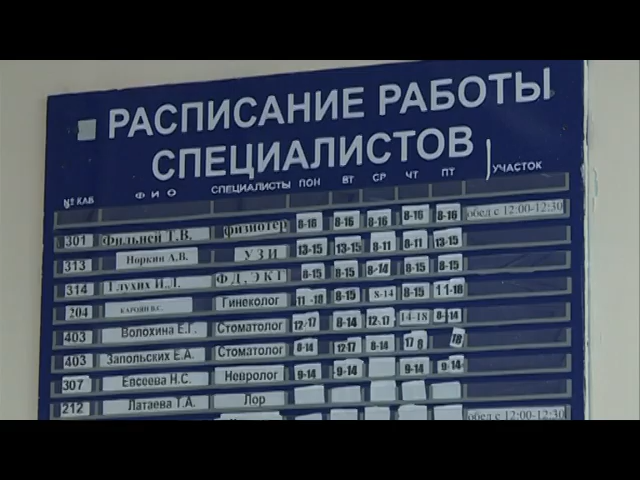 РАСПИСАНИЕ РАБОТЫ
СПЕЦИАЛИСТОВ
№ КАБ Ф И О СПЕЦИАЛИСТЫ ПОН ВТ СР ЧТ ПТ УЧАСТОК
301 Фильней Т.В. физиотер 8-16 8-16 8-16 8-16 8-16 обед с 12:00-12:30
313 Норкин А.В. УЗИ 13-15 13-15 8-11 8-11 13-15
314 Глухих И.Л. ФД,ЭКТ 8-15 8-15 8-14 8-15 8-15
204 Гинеколог 11-18 8-15 8-14 8-15 11-18
403 Волохина Е.Г. Стоматолог 12-17 8-14 12-17 14-18 8-14
403 Запольских Е.А. Стоматолог 8-14 12-17 8-14 17 8 18
307 Евсеева Н.С. Невролог 9-14 9-14 9-14 9-14
212 Латаева Т.А. Лор
обед с 12:00-12:30